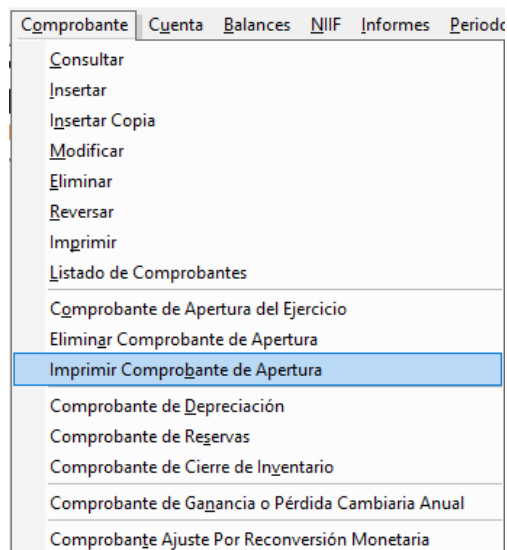 Comprobante Cuenta Balances NIIF Informes Periodo
Consultar
Insertar
Insertar Copia
Modificar
Eliminar
Reversar
Imprimir
Listado de Comprobantes
Comprobante de Apertura del Ejercicio
Eliminar Comprobante de Apertura
Imprimir Comprobante de Apertura
Comprobante de Depreciación
Comprobante de Reservas
Comprobante de Cierre de Inventario
Comprobante de Ganancia o Pérdida Cambiaria Anual
Comprobante Ajuste Por Reconversión Monetaria